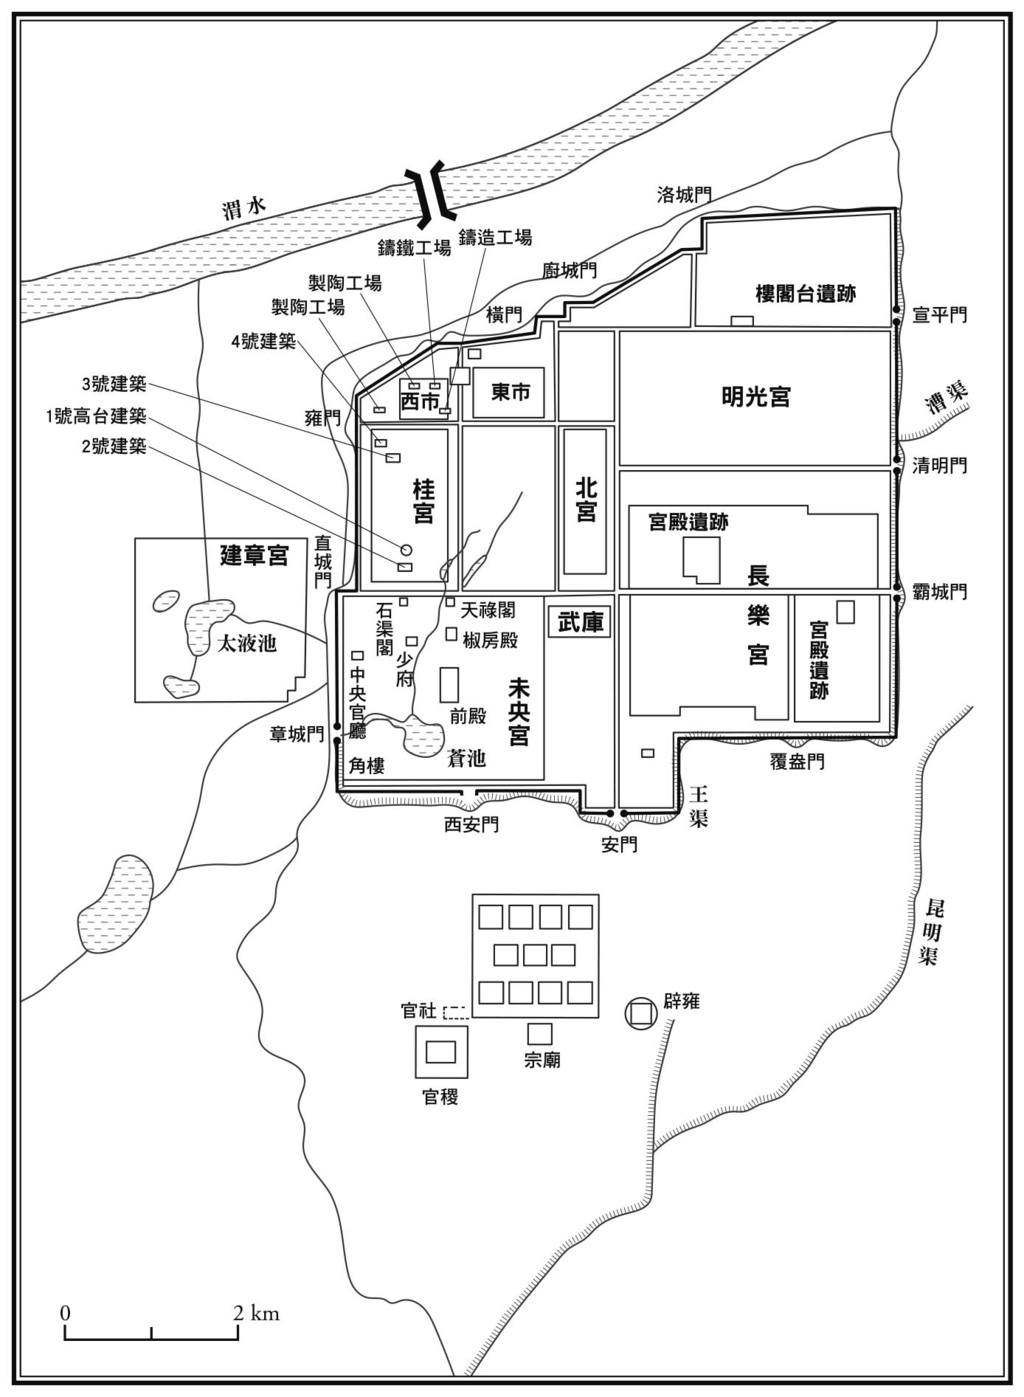 渭水
洛城門
鑄造工場
鑄鐵工場
廚城門
製陶工場
樓閣台遺跡
製陶工場
橫門
宣平門
4號建築
3號建築
東市
明光宮
漕渠
西市
1號高台建築
雍門
2號建築
清明門
桂宮
北宮
宮殿遺跡
建章宮
直城門
長樂宮
霸城門
石渠閣
天祿閣
武庫
太液池
椒房殿
宮殿遺跡
少府
中央官廳
未央宮
前殿
章城門
蒼池
角樓
覆盎門
王渠
西安門
安門
昆明渠
官社
辟雍
宗廟
官稷
0
2 km